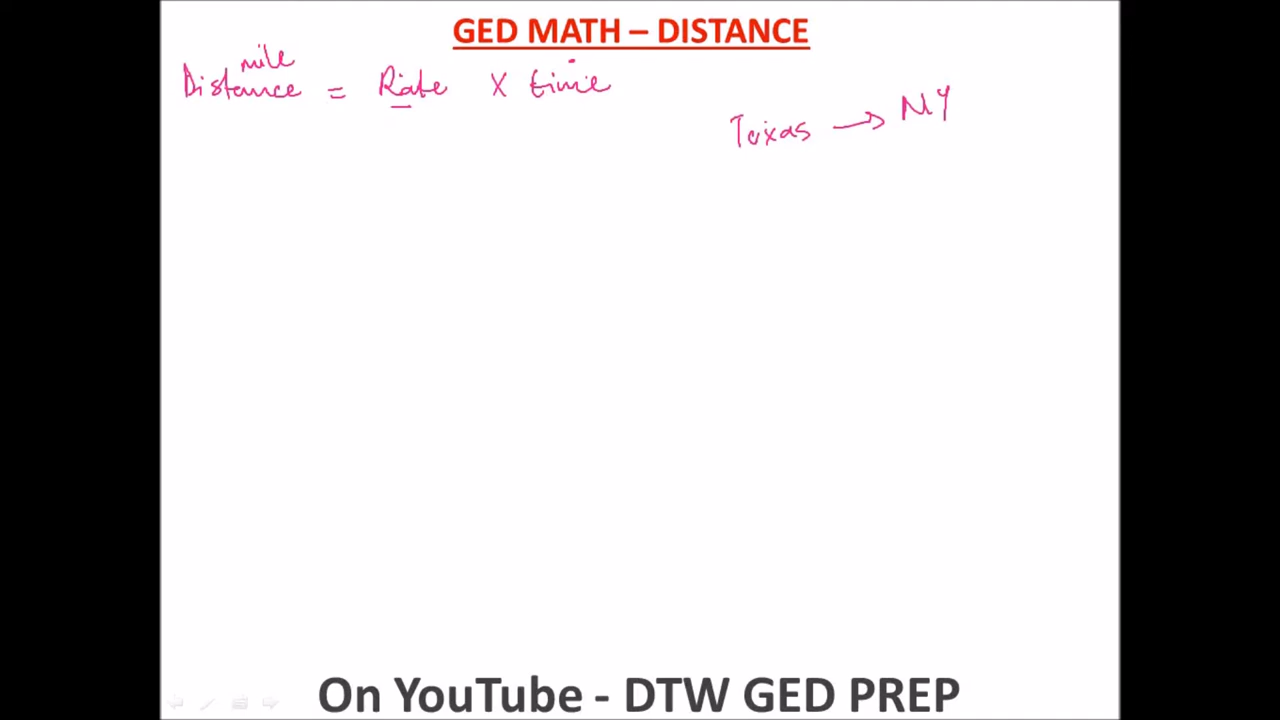 GED MATH – DISTANCE
mile
Distance = Rate X time
Texas → NY
On YouTube - DTW GED PREP